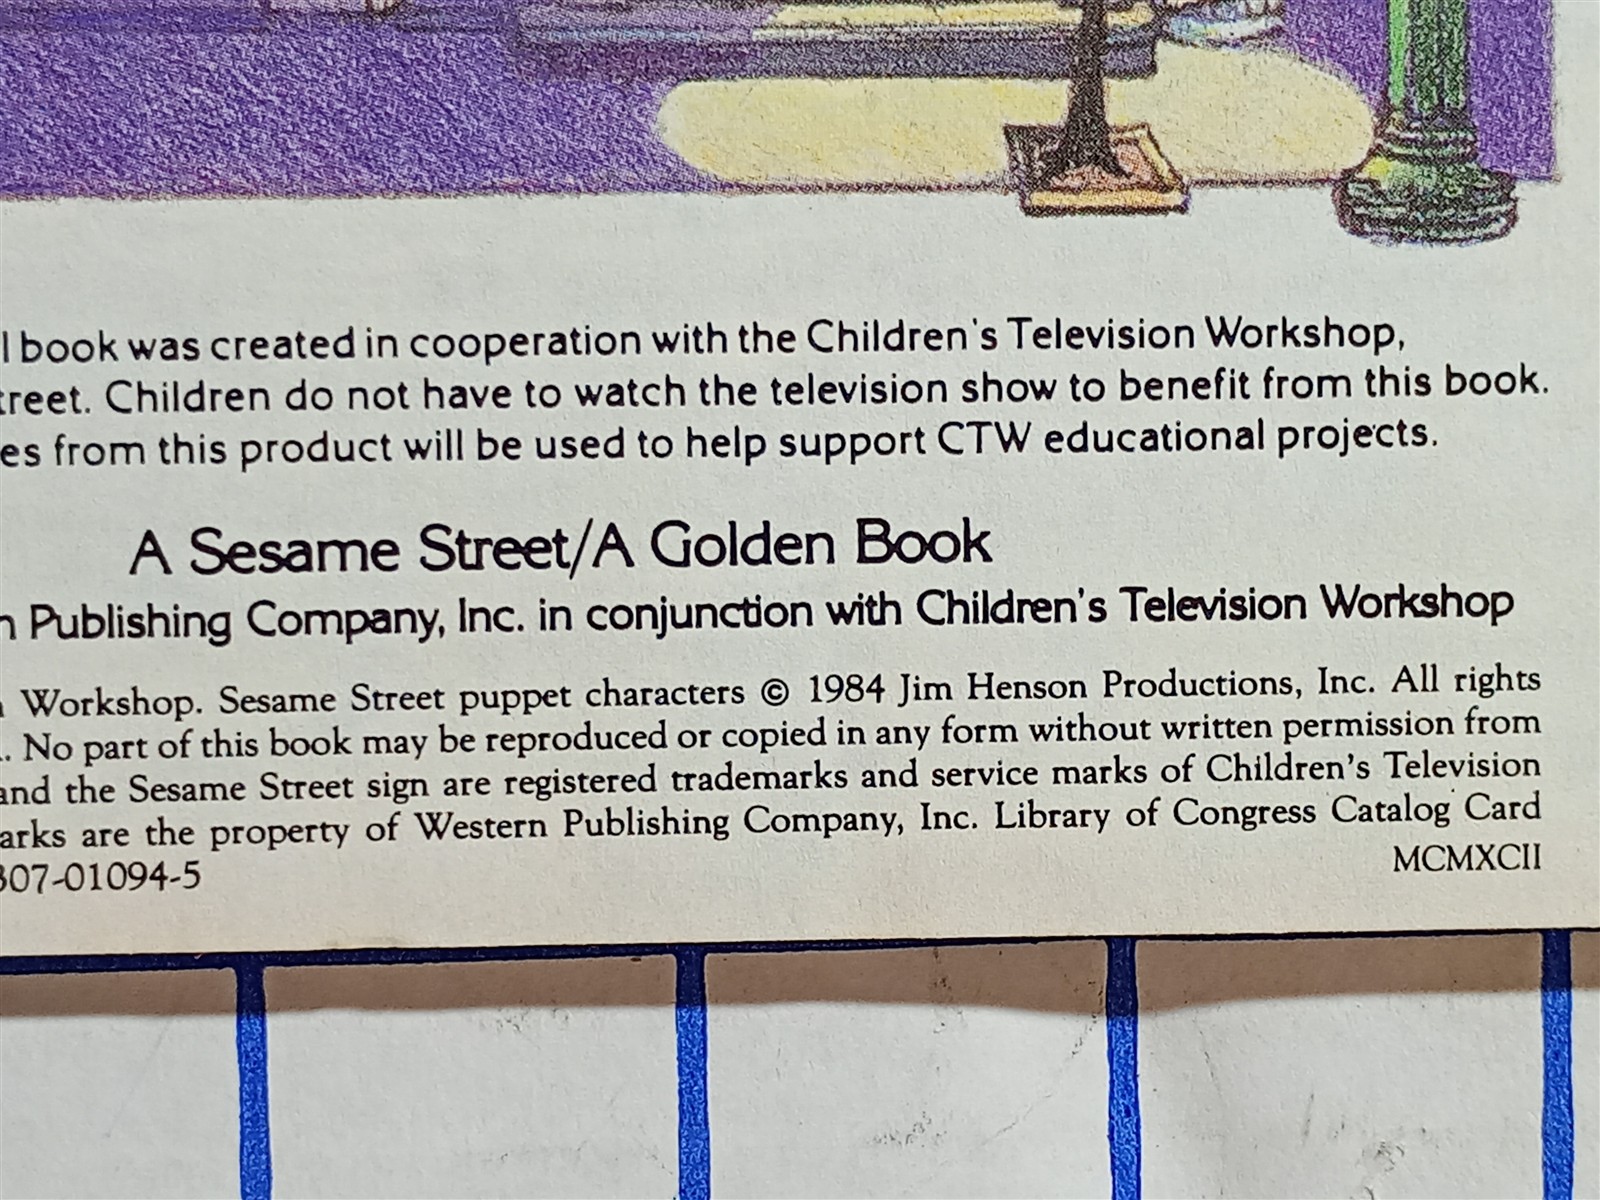 book was created in cooperation with the Children's Television Workshop,
treet. Children do not have to watch the television show to benefit from this book.
es from this product will be used to help support CTW educational projects.
A Sesame Street/A Golden Book
n Publishing Company, Inc. in conjunction with Children's Television Workshop
Workshop. Sesame Street puppet characters © 1984 Jim Henson Productions, Inc. All rights
. No part of this book may be reproduced or copied in any form without written permission from
and the Sesame Street sign are registered trademarks and service marks of Children's Television
arks are the property of Western Publishing Company, Inc. Library of Congress Catalog Card
307-01094-5 MCMXCII